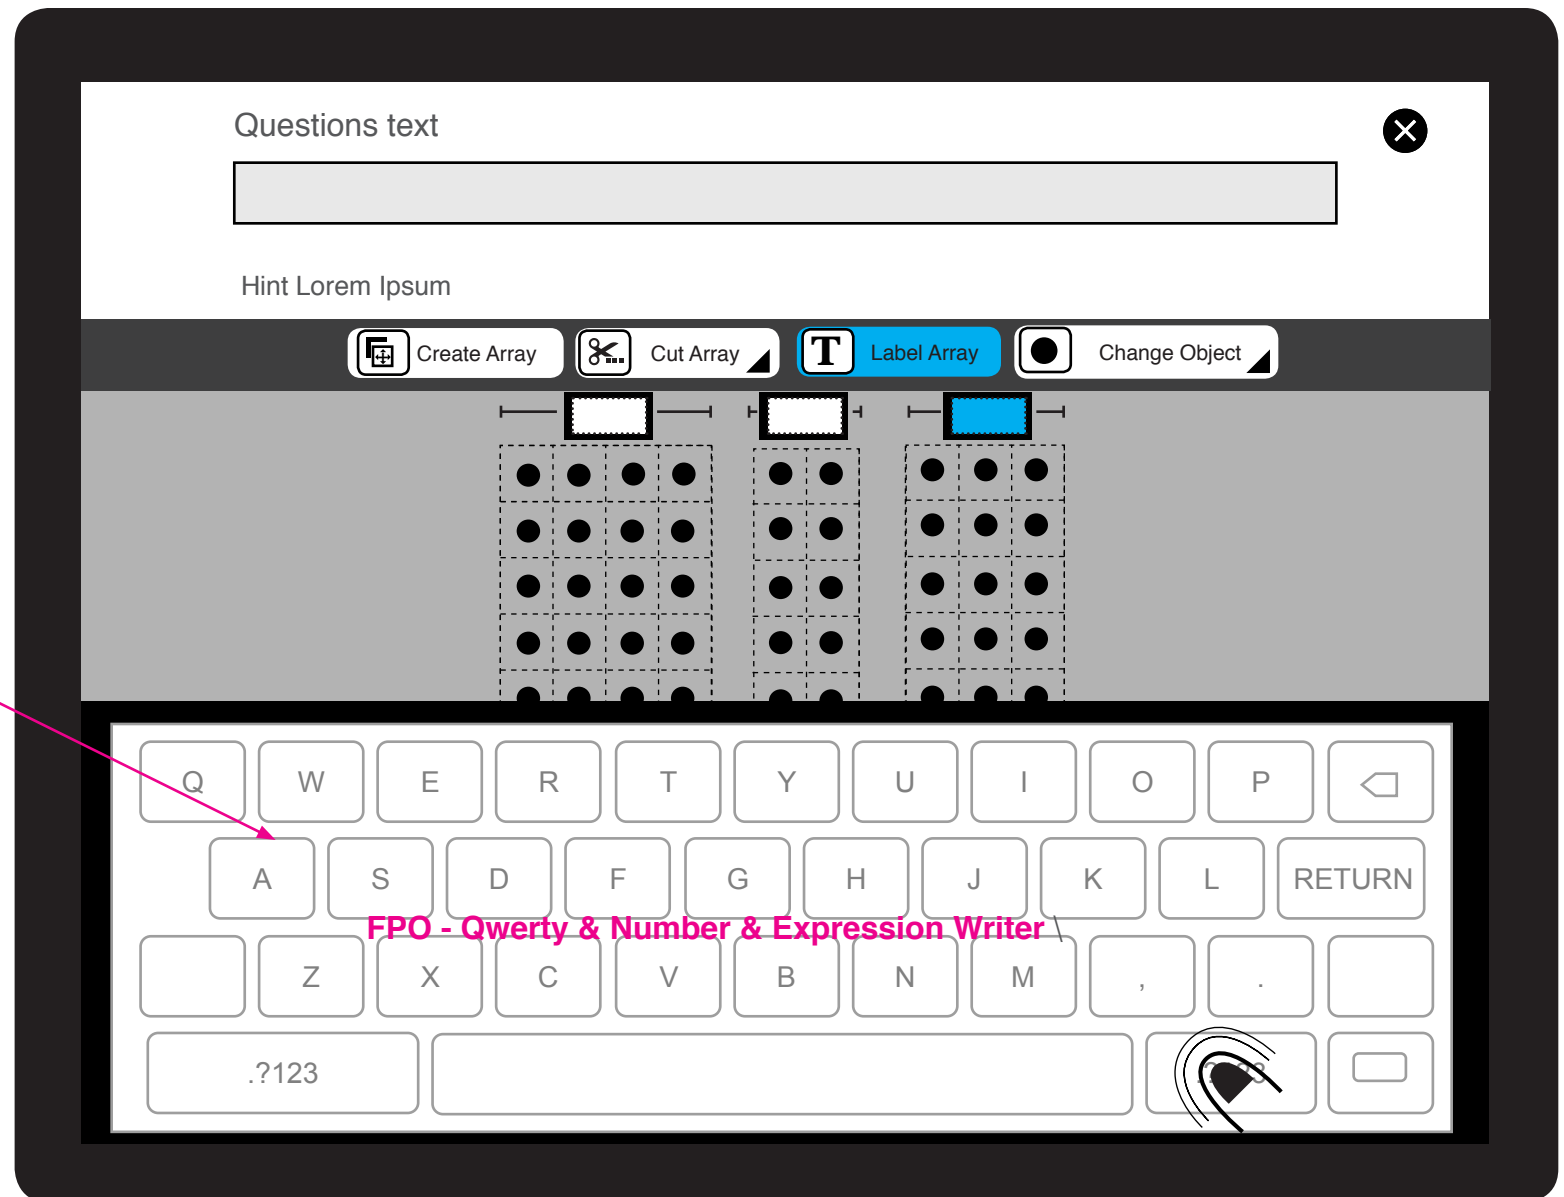 Questions text
Hint Lorem Ipsum
Create Array
Cut Array
T Label Array
Change Object
Q W E R T Y U I O P
A S D F G H J K L RETURN
FPO - Qwerty & Number & Expression Writer \
Z X C V B N M , .
.?123